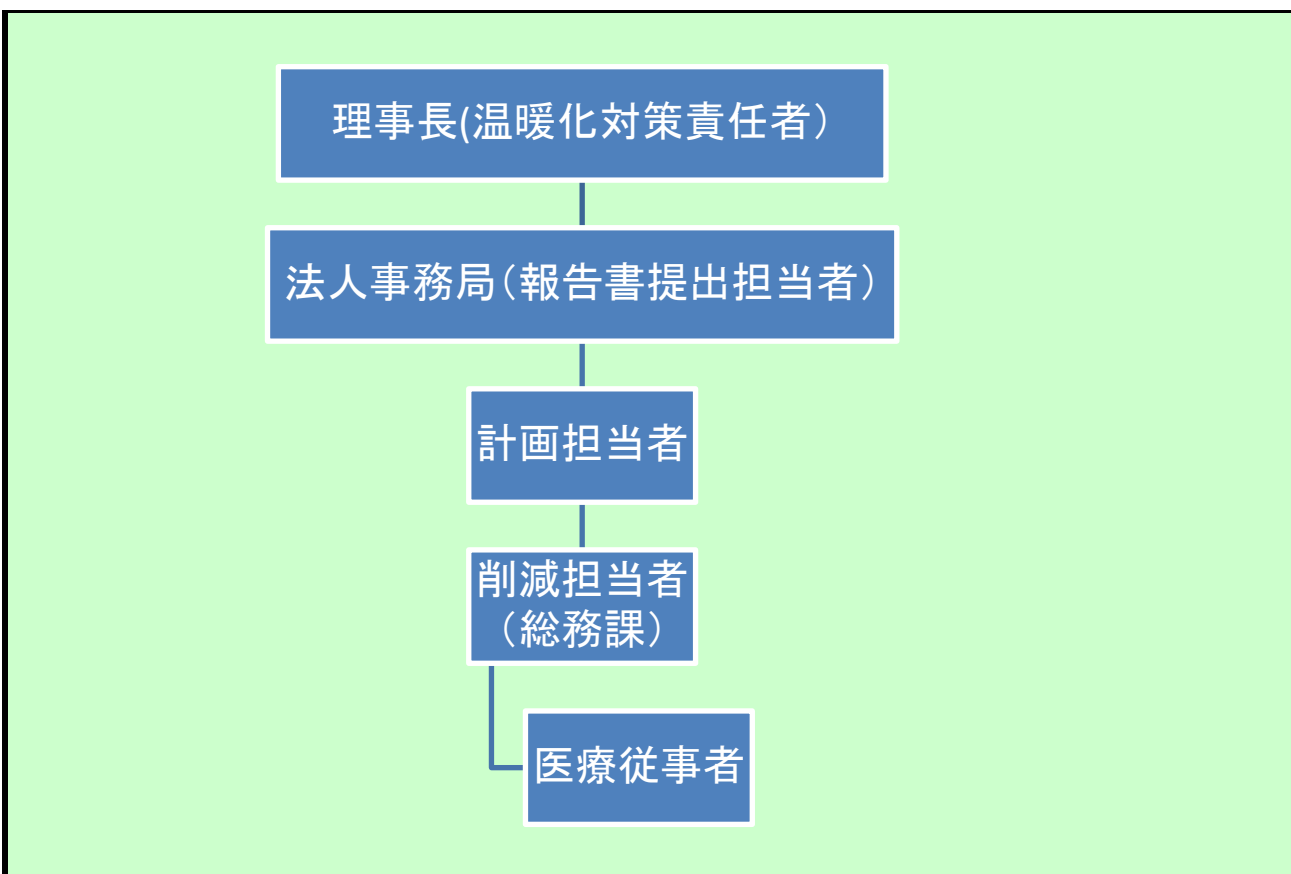 理事長(温暖化対策責任者）
法人事務局（報告書提出担当者）
計画担当者
削減担当者
（総務課）
医療従事者